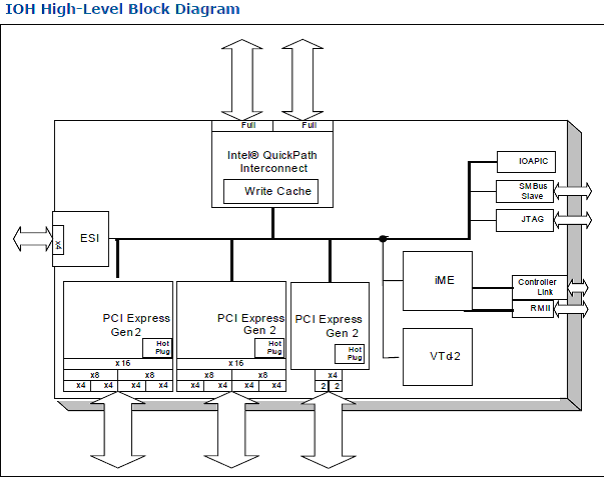 IOH High-Level Block Diagram
Full
Full
Intel® QuickPath
Interconnect
Write Cache
IOAPIC
SMBus
Slave
JTAG
x4
ESI
iME
Controller
Link
RMII
PCI Express
Gen 2
Hot
Plug
x16
x8
x8
x4
x4
x4
x4
PCI Express
Gen 2
Hot
Plug
x16
x8
x8
x4
x4
x4
x4
PCI Express
Gen 2
Hot
Plug
x4
2
2
VTd-2